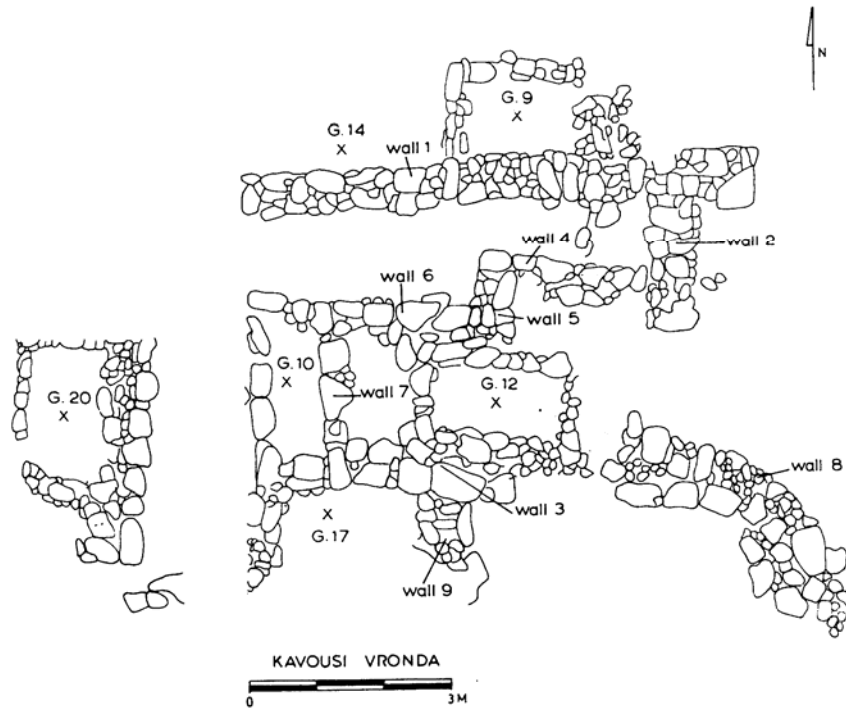 N
G.9
X
G.14
X
wall 1
wall 4
wall 2
wall 6
wall 5
G.10
X
G.12
X
G.20
X
wall 7
wall 8
X
G.17
wall 3
wall 9
KAVOUSI VRONDA
0 3M